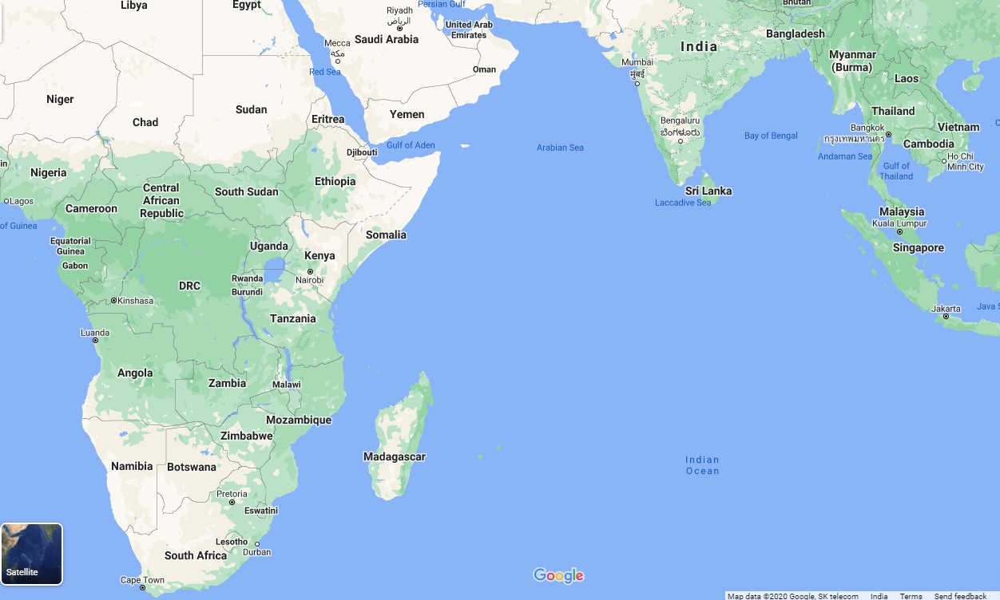 Libya
Egypt
Persian Gulf
Bhutan
Riyadh
الرياض
United Arab
Emirates
Saudi Arabia
Mecca
مكة
Bangladesh
India
Mumbai
मुंबई
Myanmar
(Burma)
Red Sea
Oman
Laos
Niger
Sudan
Chad
Eritrea
Yemen
Thailand
Bengaluru
ಬೆಂಗಳೂರು
Bangkok
กรุงเทพมหานคร
Vietnam
Bay of Bengal
Cambodia
Djibouti
Gulf of Aden
Arabian Sea
Andaman Sea
Ho Chi
Minh City
in
Nigeria
Gulf of
Thailand
Ethiopia
Central
African
Republic
South Sudan
Sri Lanka
Lagos
Cameroon
Laccadive Sea
Malaysia
Kuala Lumpur
of Guinea
Equatorial
Guinea
Somalia
Uganda
Singapore
Kenya
Gabon
Rwanda
Nairobi
DRC
Burundi
Kinshasa
Java S
Jakarta
Tanzania
Luanda
Angola
Zambia
Malawi
Mozambique
Zimbabwe
Madagascar
Indian
Ocean
Namibia
Botswana
Pretoria
Eswatini
Lesotho
South Africa
Durban
Satellite
Cape Town
Google
Map data ©2020 Google, SK telecom India Terms Send feedback